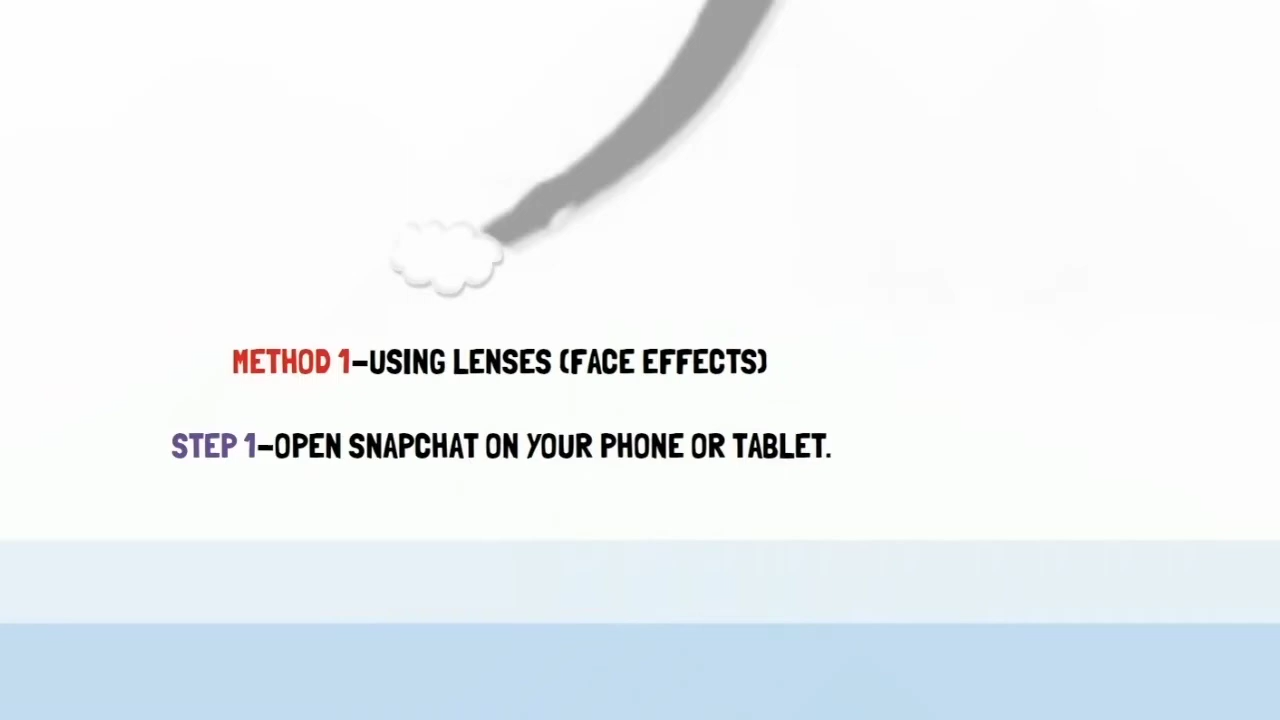 METHOD 1-USING LENSES (FACE EFFECTS)
STEP 1-OPEN SNAPCHAT ON YOUR PHONE OR TABLET.